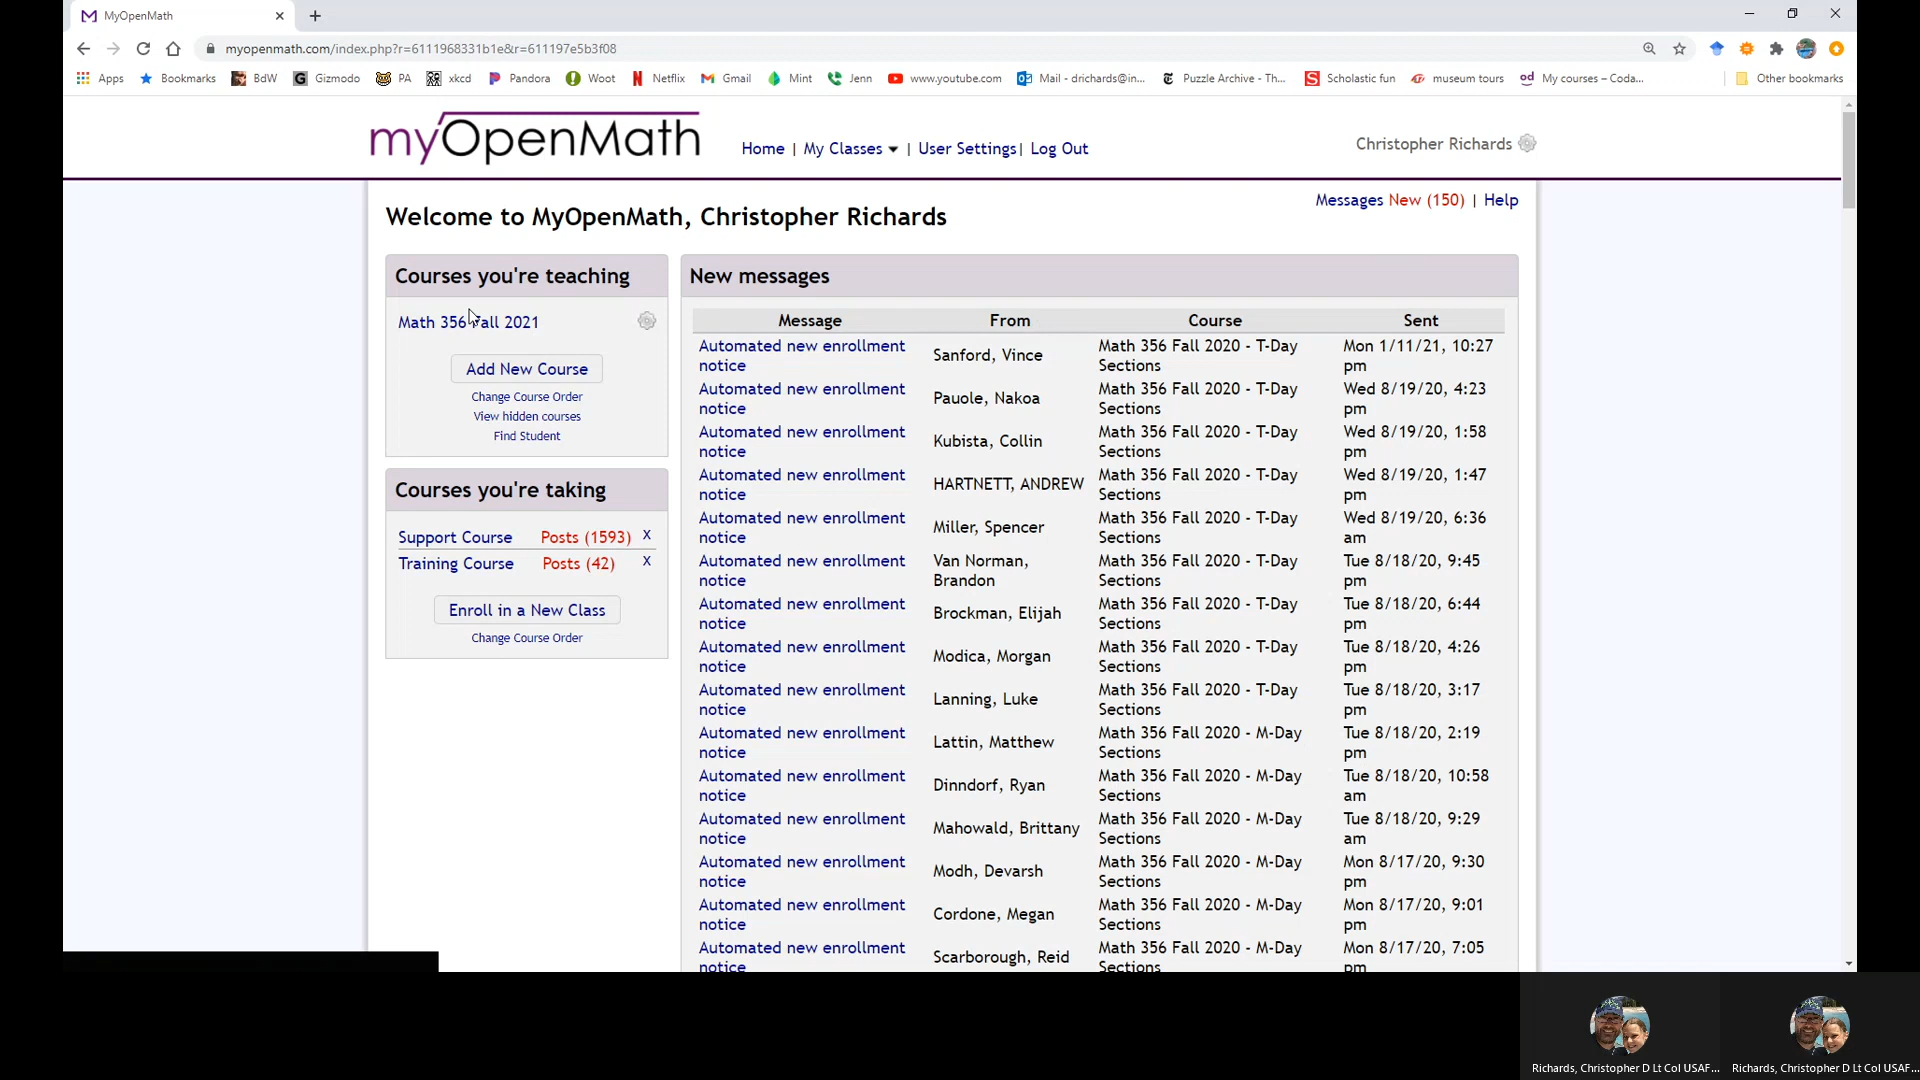 MyOpenMath
myopenmath.com/index.php?r=6111968331b1e&r=611197e5b3f08
Apps Bookmarks BdW Gizmodo PA xkcd Pandora Woot Netflix Gmail Mint Jenn www.youtube.com Mail - drichards@in... Puzzle Archive - Th... Scholastic fun museum tours My courses – Coda... Other bookmarks
myOpenMath
Home | My Classes | User Settings | Log Out
Christopher Richards
Messages New (150) | Help
Welcome to MyOpenMath, Christopher Richards
Courses you're teaching
Math 356 Fall 2021
Add New Course
Change Course Order
View hidden courses
Find Student
Courses you're taking
Support Course Posts (1593) X
Training Course Posts (42) X
Enroll in a New Class
Change Course Order
New messages
Message From Course Sent
Automated new enrollment notice Sanford, Vince Math 356 Fall 2020 - T-Day Sections Mon 1/11/21, 10:27 pm
Automated new enrollment notice Pauole, Nakoa Math 356 Fall 2020 - T-Day Sections Wed 8/19/20, 4:23 pm
Automated new enrollment notice Kubista, Collin Math 356 Fall 2020 - T-Day Sections Wed 8/19/20, 1:58 pm
Automated new enrollment notice HARTNETT, ANDREW Math 356 Fall 2020 - T-Day Sections Wed 8/19/20, 1:47 pm
Automated new enrollment notice Miller, Spencer Math 356 Fall 2020 - T-Day Sections Wed 8/19/20, 6:36 am
Automated new enrollment notice Van Norman, Brandon Math 356 Fall 2020 - T-Day Sections Tue 8/18/20, 9:45 pm
Automated new enrollment notice Brockman, Elijah Math 356 Fall 2020 - T-Day Sections Tue 8/18/20, 6:44 pm
Automated new enrollment notice Modica, Morgan Math 356 Fall 2020 - T-Day Sections Tue 8/18/20, 4:26 pm
Automated new enrollment notice Lanning, Luke Math 356 Fall 2020 - T-Day Sections Tue 8/18/20, 3:17 pm
Automated new enrollment notice Lattin, Matthew Math 356 Fall 2020 - M-Day Sections Tue 8/18/20, 2:19 pm
Automated new enrollment notice Dinndorf, Ryan Math 356 Fall 2020 - M-Day Sections Tue 8/18/20, 10:58 am
Automated new enrollment notice Mahowald, Brittany Math 356 Fall 2020 - M-Day Sections Tue 8/18/20, 9:29 am
Automated new enrollment notice Modh, Devarsh Math 356 Fall 2020 - M-Day Sections Mon 8/17/20, 9:30 pm
Automated new enrollment notice Cordone, Megan Math 356 Fall 2020 - M-Day Sections Mon 8/17/20, 9:01 pm
Automated new enrollment notice Scarborough, Reid Math 356 Fall 2020 - M-Day Sections Mon 8/17/20, 7:05 pm
Richards, Christopher D Lt Col USAF... Richards, Christopher D Lt Col USAF...